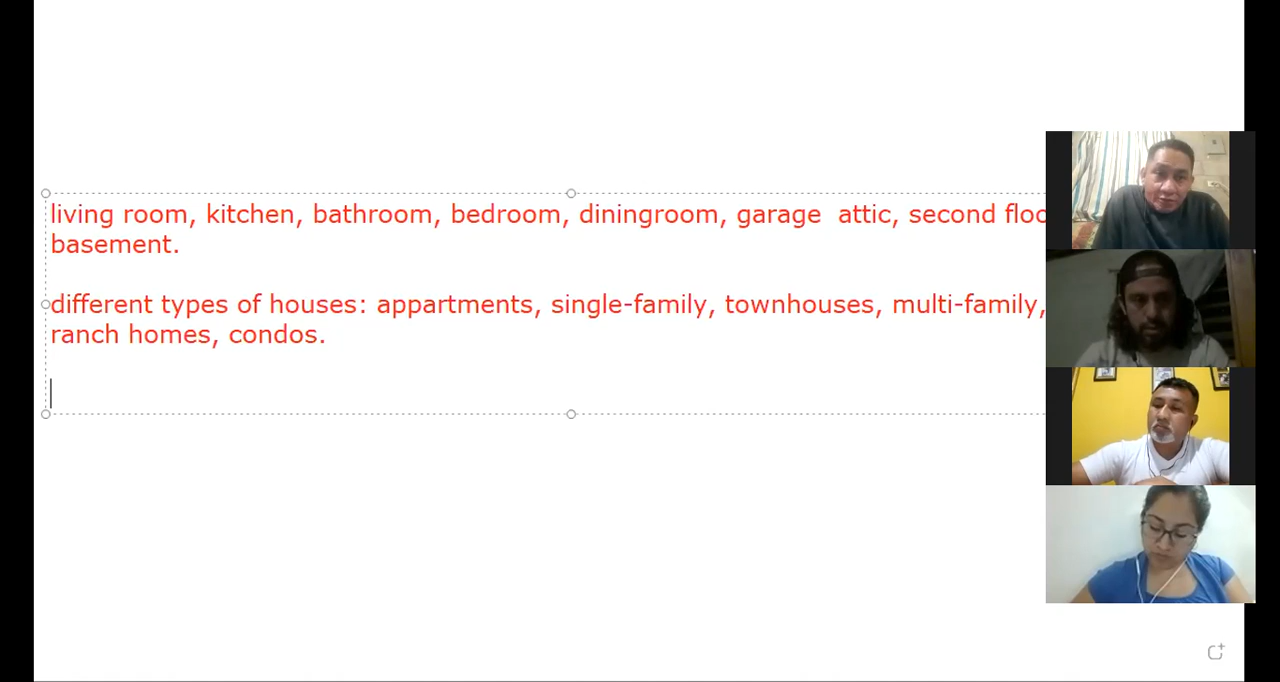 living room, kitchen, bathroom, bedroom, diningroom, garage  attic, second
basement.
different types of houses: appartments, single-family, townhouses, multi-family,
ranch homes, condos.